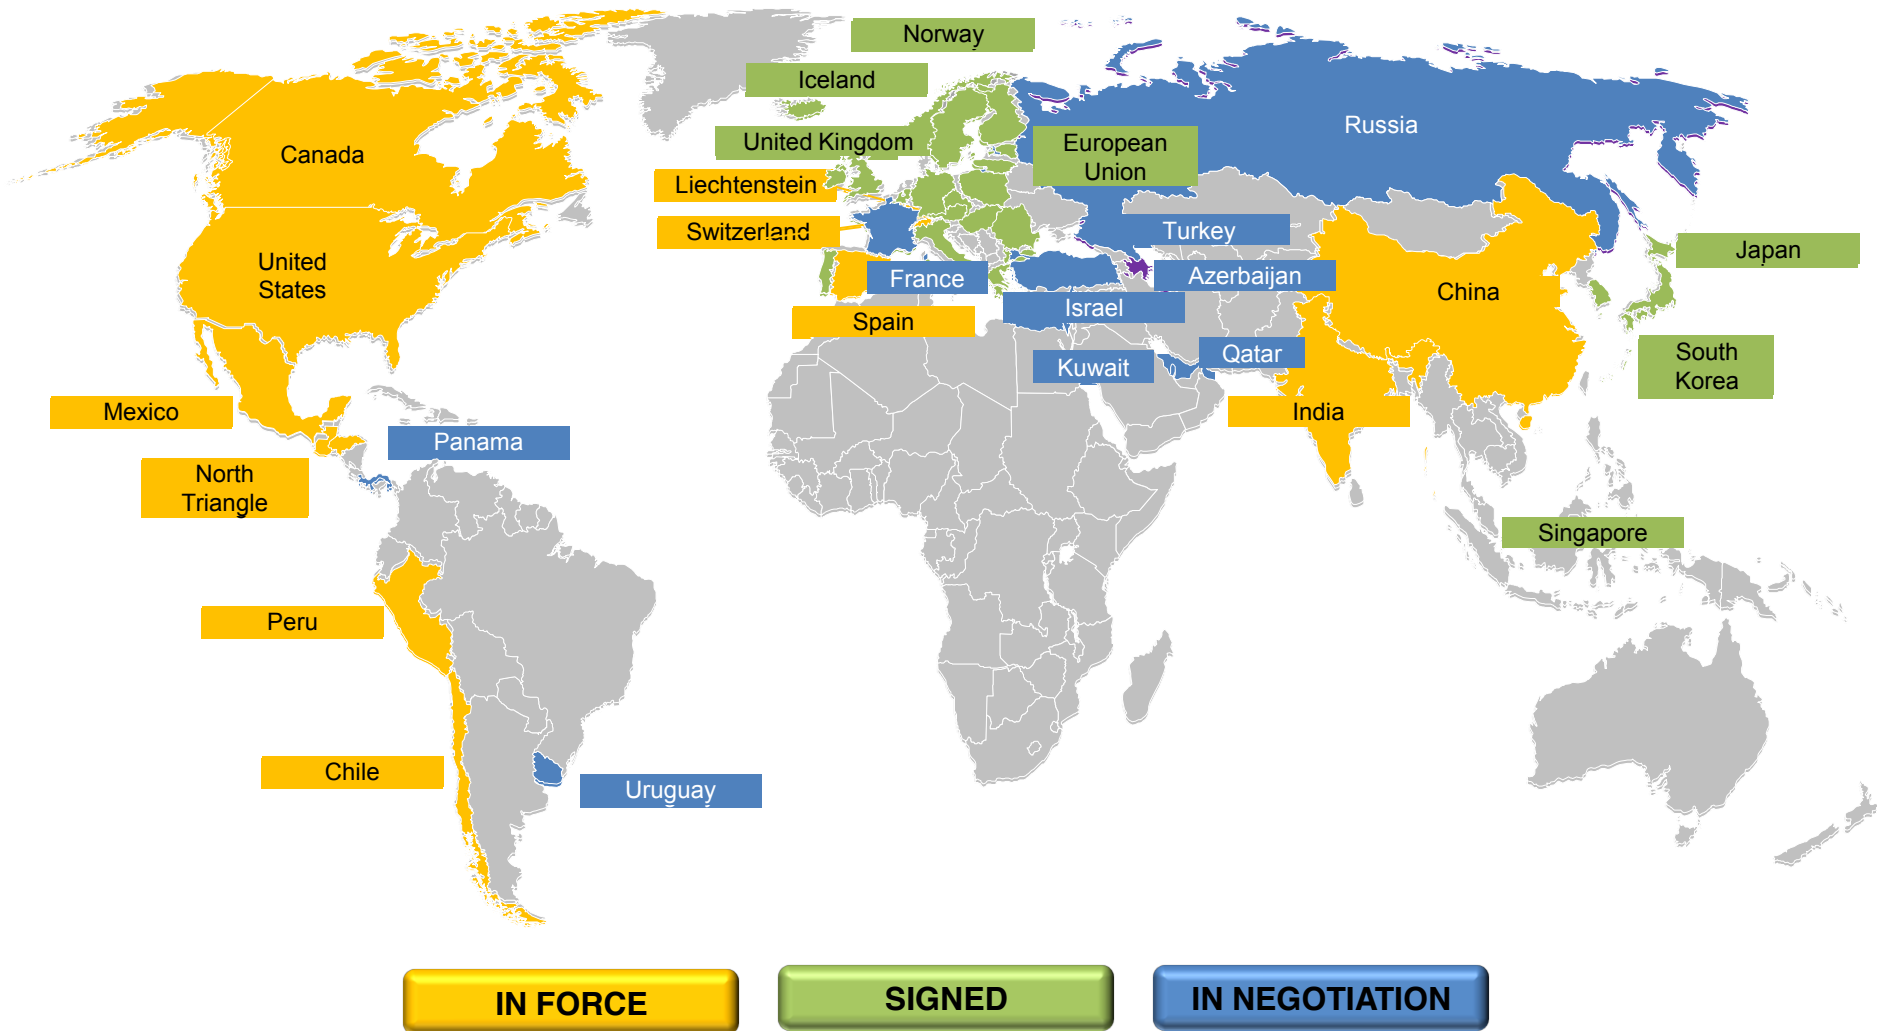 Norway
Iceland
United Kingdom
European
Union
Russia
Canada
Liechtenstein
Switzerland
Turkey
Japan
United
States
France
Azerbaijan
China
Israel
Spain
Kuwait
Qatar
South
Korea
Mexico
India
Panama
North
Triangle
Singapore
Peru
Chile
Uruguay
IN FORCE
SIGNED
IN NEGOTIATION